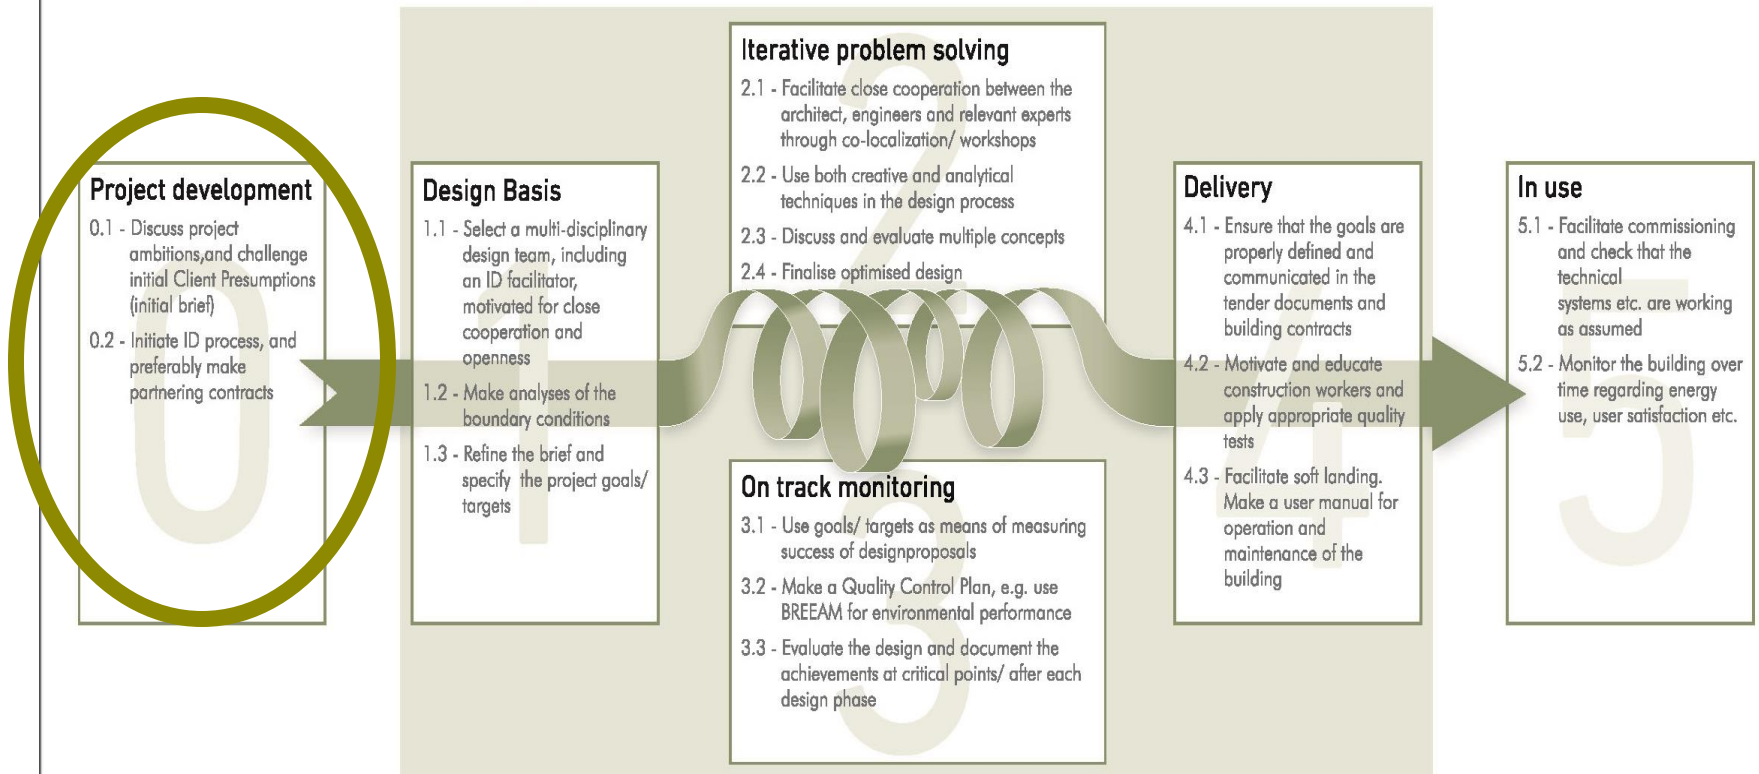 Project development
0.1 - Discuss project
ambitions,and challenge
initial Client Presumptions
(initial brief)
0.2 - Initiate ID process, and
preferably make
partnering contracts
0
Design Basis
1.1 - Select a multi-disciplinary
design team, including
an ID facilitator,
motivated for close
cooperation and
openness
1.2 - Make analyses of the
boundary conditions
1.3 - Refine the brief and
specify the project goals/
targets
1
Iterative problem solving
2.1 - Facilitate close cooperation between the
architect, engineers and relevant experts
through co-localization/ workshops
2.2 - Use both creative and analytical
techniques in the design process
2.3 - Discuss and evaluate multiple concepts
2.4 - Finalise optimised design
2
On track monitoring
3.1 - Use goals/ targets as means of measuring
success of designproposals
3.2 - Make a Quality Control Plan, e.g. use
BREEAM for environmental performance
3.3 - Evaluate the design and document the
achievements at critical points/ after each
design phase
3
Delivery
4.1 - Ensure that the goals are
properly defined and
communicated in the
tender documents and
building contracts
4.2 - Motivate and educate
construction workers and
apply appropriate quality
tests
4.3 - Facilitate soft landing.
Make a user manual for
operation and
maintenance of the
building
4
In use
5.1 - Facilitate commissioning
and check that the
technical
systems etc. are working
as assumed
5.2 - Monitor the building over
time regarding energy
use, user satisfaction etc.
5